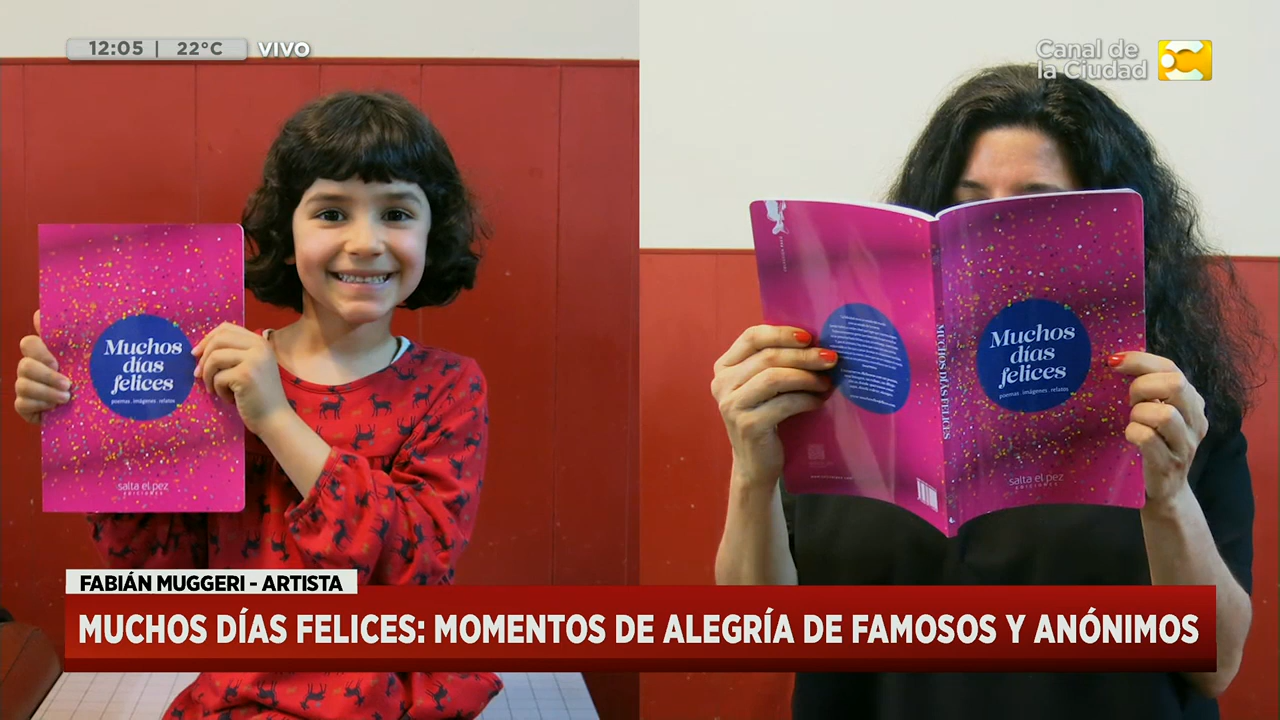 12:05 | 22°C VIVO
Canal de
la Ciudad
Muchos
días
felices
poemas . imágenes . relatos
salta el pez
EDICIONES
MUCHOS DÍAS FELICES
Muchos
días
felices
poemas . imágenes . relatos
salta el pez
EDICIONES
FABIÁN MUGGERI - ARTISTA
MUCHOS DÍAS FELICES: MOMENTOS DE ALEGRÍA DE FAMOSOS Y ANÓNIMOS